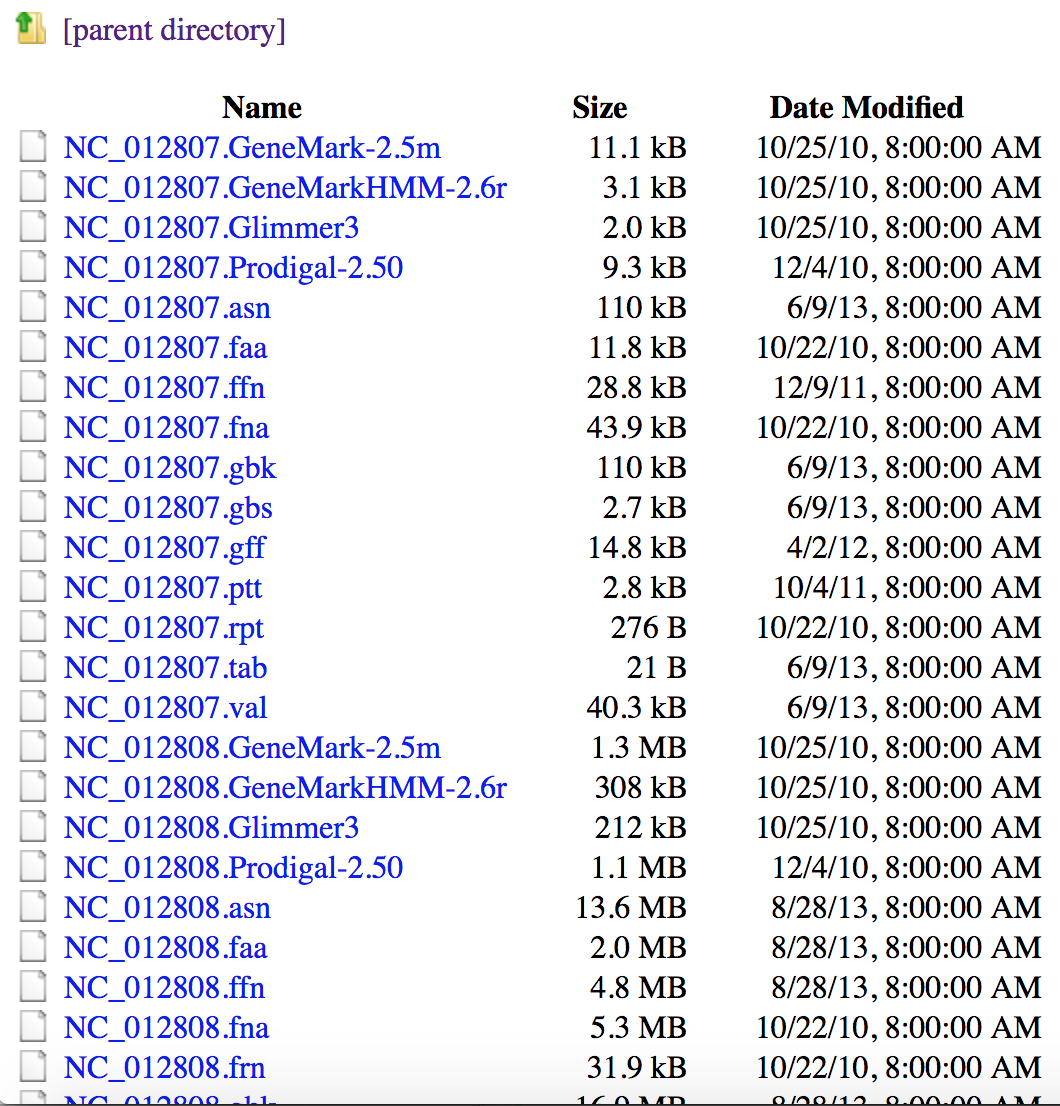 [parent directory]
Name Size Date Modified
NC_012807.GeneMark-2.5m 11.1 kB 10/25/10, 8:00:00 AM
NC_012807.GeneMarkHMM-2.6r 3.1 kB 10/25/10, 8:00:00 AM
NC_012807.Glimmer3 2.0 kB 10/25/10, 8:00:00 AM
NC_012807.Prodigal-2.50 9.3 kB 12/4/10, 8:00:00 AM
NC_012807.asn 110 kB 6/9/13, 8:00:00 AM
NC_012807.faa 11.8 kB 10/22/10, 8:00:00 AM
NC_012807.ffn 28.8 kB 12/9/11, 8:00:00 AM
NC_012807.fna 43.9 kB 10/22/10, 8:00:00 AM
NC_012807.gbk 110 kB 6/9/13, 8:00:00 AM
NC_012807.gbs 2.7 kB 6/9/13, 8:00:00 AM
NC_012807.gff 14.8 kB 4/2/12, 8:00:00 AM
NC_012807.ptt 2.8 kB 10/4/11, 8:00:00 AM
NC_012807.rpt 276 B 10/22/10, 8:00:00 AM
NC_012807.tab 21 B 6/9/13, 8:00:00 AM
NC_012807.val 40.3 kB 6/9/13, 8:00:00 AM
NC_012808.GeneMark-2.5m 1.3 MB 10/25/10, 8:00:00 AM
NC_012808.GeneMarkHMM-2.6r 308 kB 10/25/10, 8:00:00 AM
NC_012808.Glimmer3 212 kB 10/25/10, 8:00:00 AM
NC_012808.Prodigal-2.50 1.1 MB 12/4/10, 8:00:00 AM
NC_012808.asn 13.6 MB 8/28/13, 8:00:00 AM
NC_012808.faa 2.0 MB 8/28/13, 8:00:00 AM
NC_012808.ffn 4.8 MB 8/28/13, 8:00:00 AM
NC_012808.fna 5.3 MB 10/22/10, 8:00:00 AM
NC_012808.frn 31.9 kB 10/22/10, 8:00:00 AM